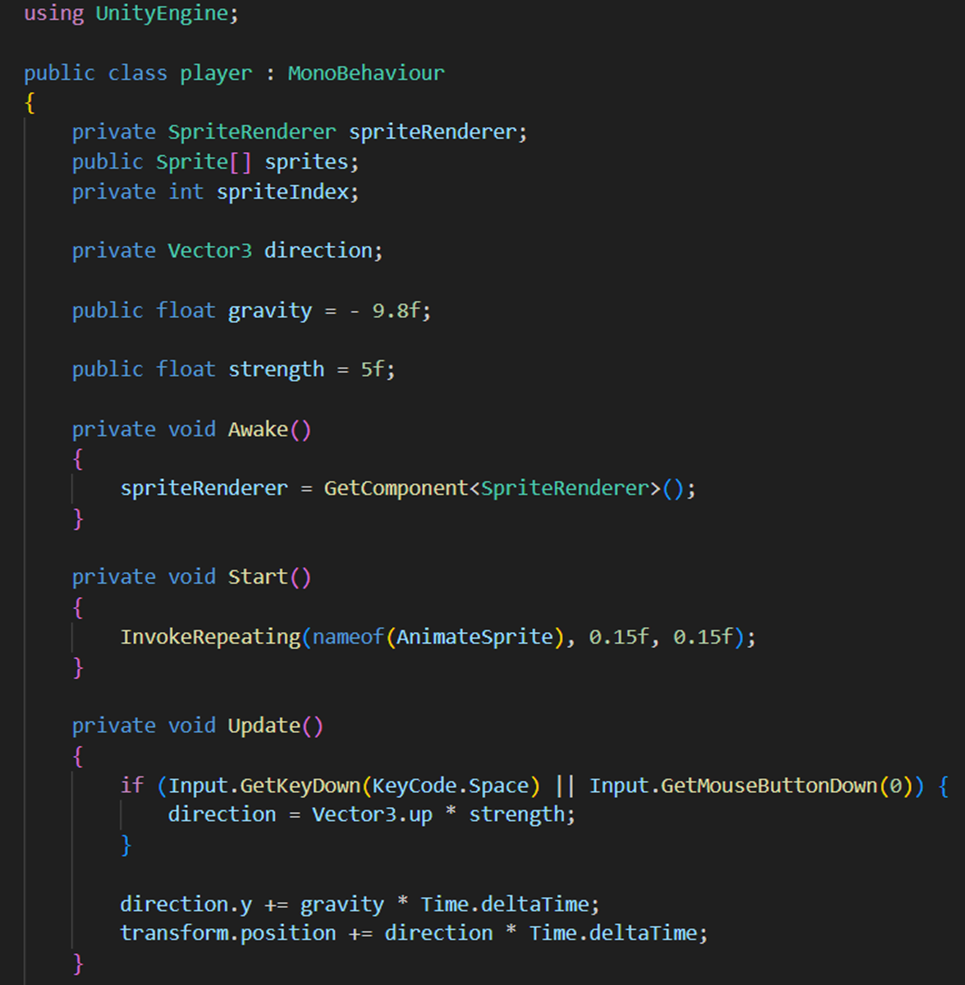 using UnityEngine;
public class player : MonoBehaviour
{
private SpriteRenderer spriteRenderer;
public Sprite[] sprites;
private int spriteIndex;
private Vector3 direction;
public float gravity = - 9.8f;
public float strength = 5f;
private void Awake()
{
spriteRenderer = GetComponent<SpriteRenderer>();
}
private void Start()
{
InvokeRepeating(nameof(AnimateSprite), 0.15f, 0.15f);
}
private void Update()
{
if (Input.GetKeyDown(KeyCode.Space) || Input.GetMouseButtonDown(0)) {
direction = Vector3.up * strength;
}
direction.y += gravity * Time.deltaTime;
transform.position += direction * Time.deltaTime;
}